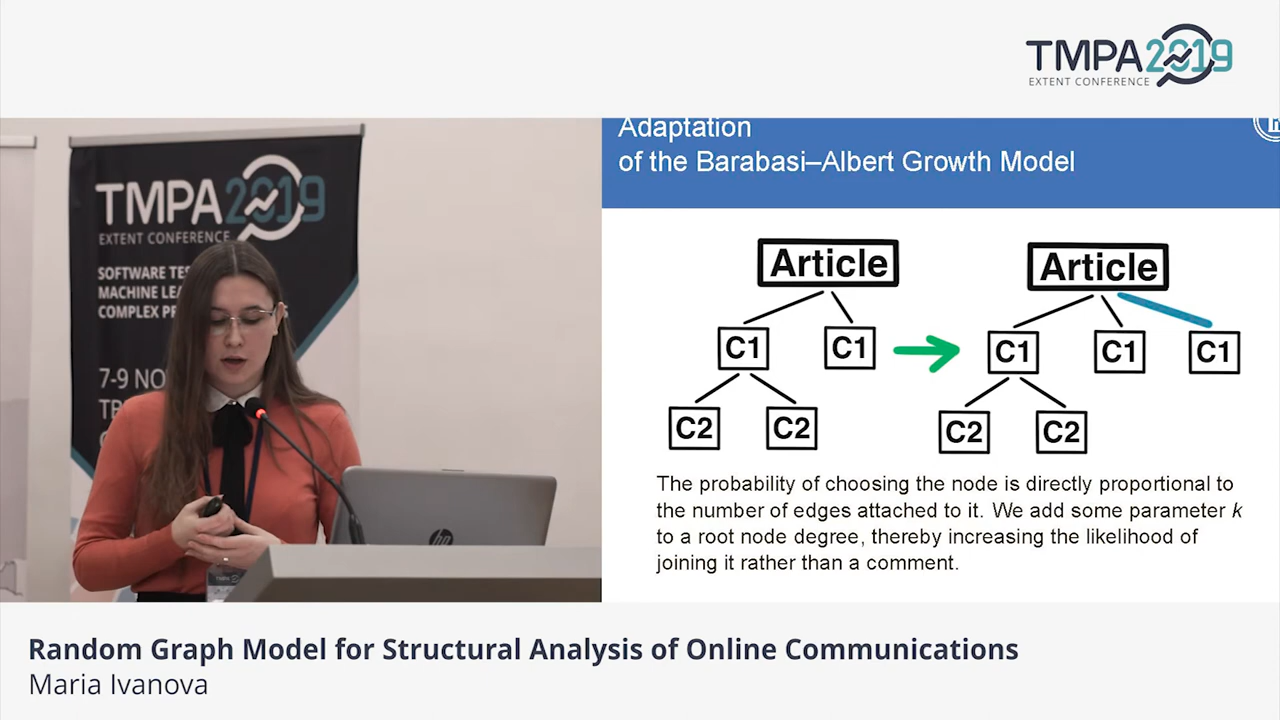 TMPA2019
EXTENT CONFERENCE
TMPA2019
EXTENT CONFERENCE
SOFTWARE
MACHINE
COMPLEX
7-9
hp
TMPA
Adaptation
of the Barabasi–Albert Growth Model
Article
C1 C1
C2 C2
Article
C1 C1 C1
C2 C2
The probability of choosing the node is directly proportional to
the number of edges attached to it. We add some parameter k
to a root node degree, thereby increasing the likelihood of
joining it rather than a comment.
Random Graph Model for Structural Analysis of Online Communications
Maria Ivanova